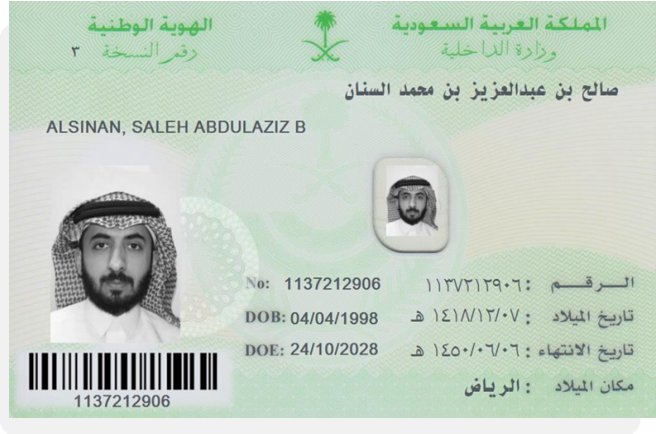 المملكة العربية السعودية
وزارة الداخلية
الهوية الوطنية
رقم النسخة ٣
صالح بن عبدالعزيز بن محمد السنان
ALSINAN, SALEH ABDULAZIZ B
No: 1137212906 الرقم : ١١٣٧٢١٢٩٠٦
DOB: 04/04/1998 تاريخ الميلاد : ١٤١٨/١٢/٠٧ هـ
DOE: 24/10/2028 تاريخ الانتهاء : ١٤٥٠/٠٦/٠٦ هـ
مكان الميلاد : الرياض
1137212906